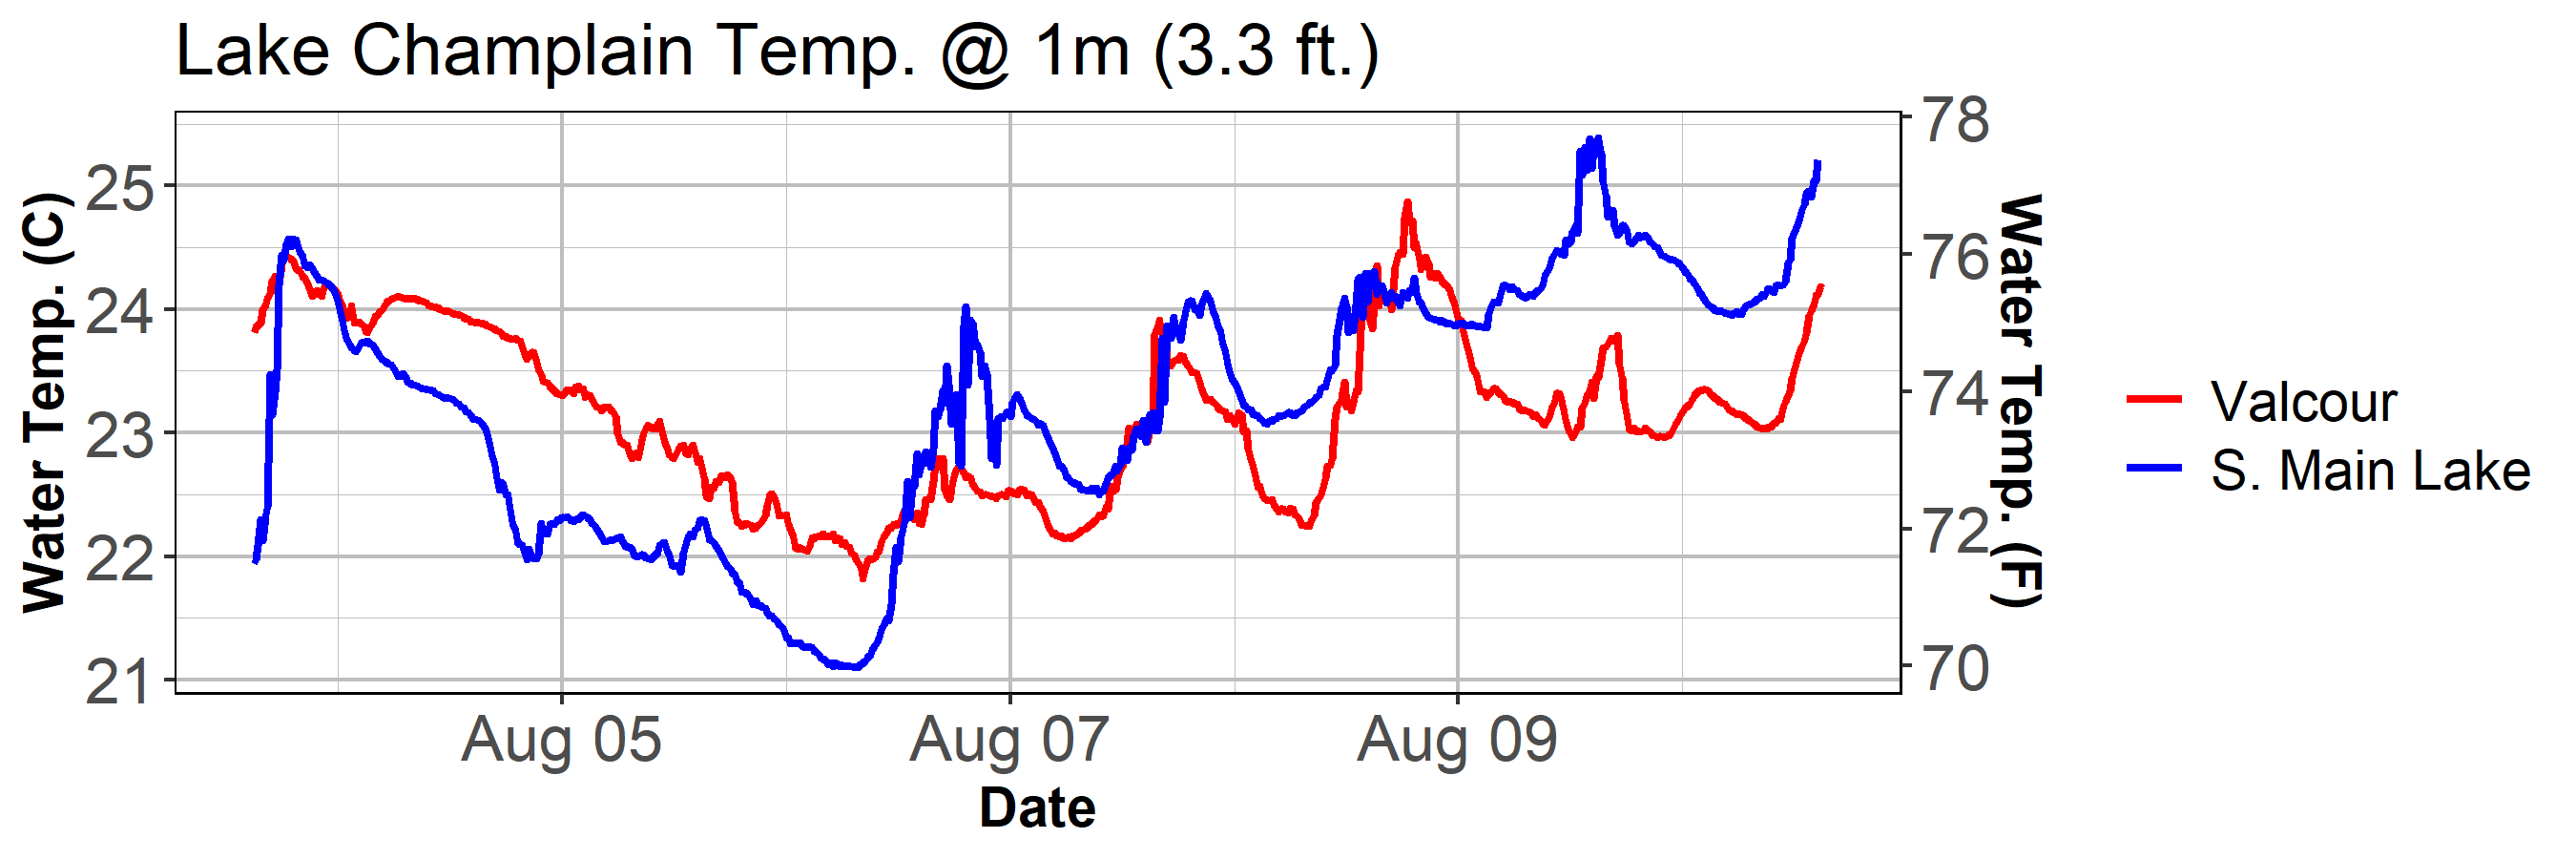 Lake Champlain Temp. @ 1m (3.3 ft.)
Water Temp. (C)
25
24
23
22
21
78
76
74
72
70
Water Temp. (F)
Aug 05
Aug 07
Aug 09
Date
Valcour
S. Main Lake